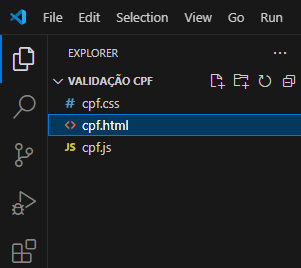 File Edit Selection View Go Run
EXPLORER
VALIDAÇÃO CPF
# cpf.css
<> cpf.html
JS cpf.js